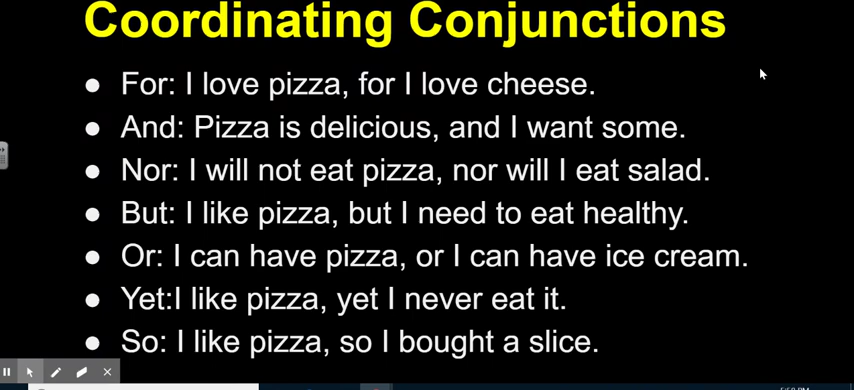 Coordinating Conjunctions
● For: I love pizza, for I love cheese.
● And: Pizza is delicious, and I want some.
● Nor: I will not eat pizza, nor will I eat salad.
● But: I like pizza, but I need to eat healthy.
● Or: I can have pizza, or I can have ice cream.
● Yet:I like pizza, yet I never eat it.
● So: I like pizza, so I bought a slice.